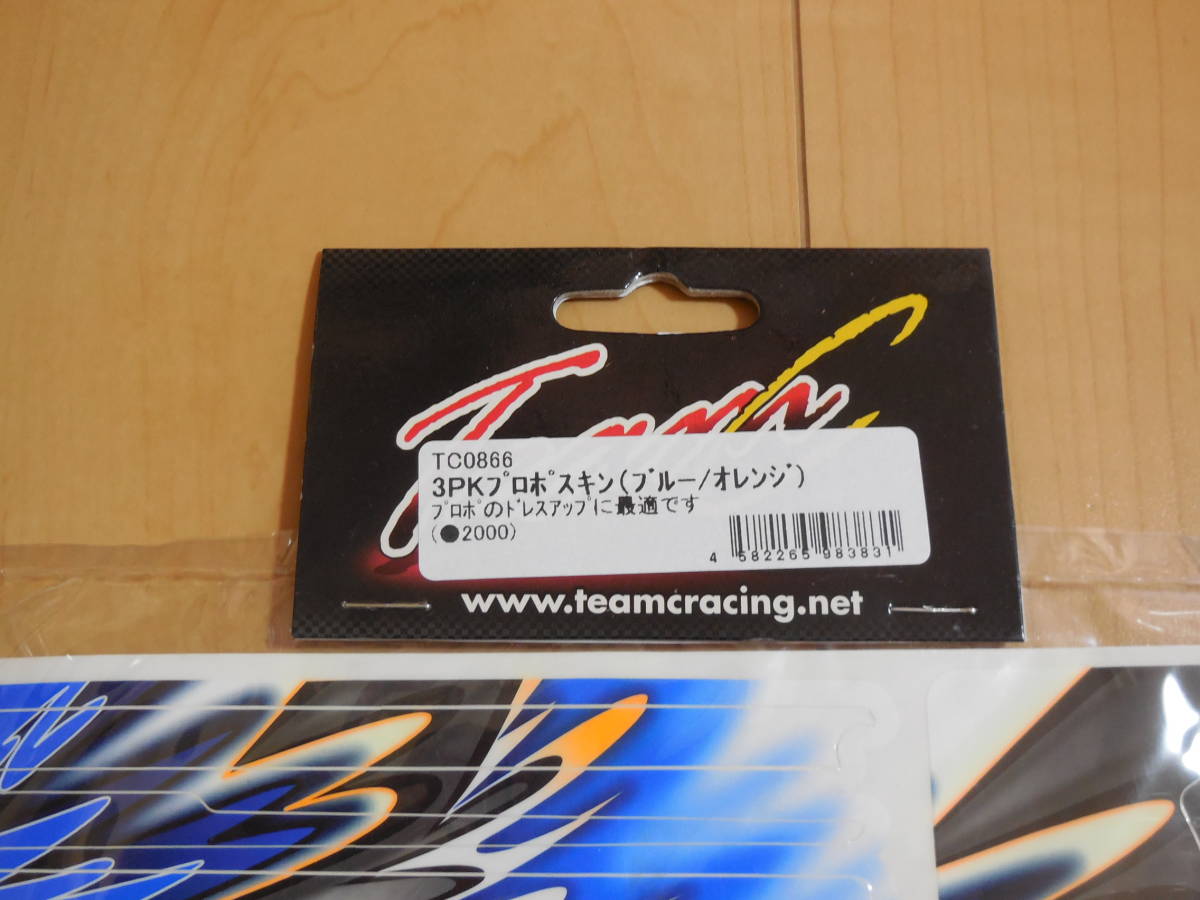 TeamC
TC0866
3PKﾌﾟﾛﾎﾟスキン(ﾌﾞﾙｰ/オレンジ)
ﾌﾟﾛﾎﾟのﾄﾞﾚｽｱｯﾌﾟに最適です
(●2000)
4 582265 983831
www.teamcracing.net